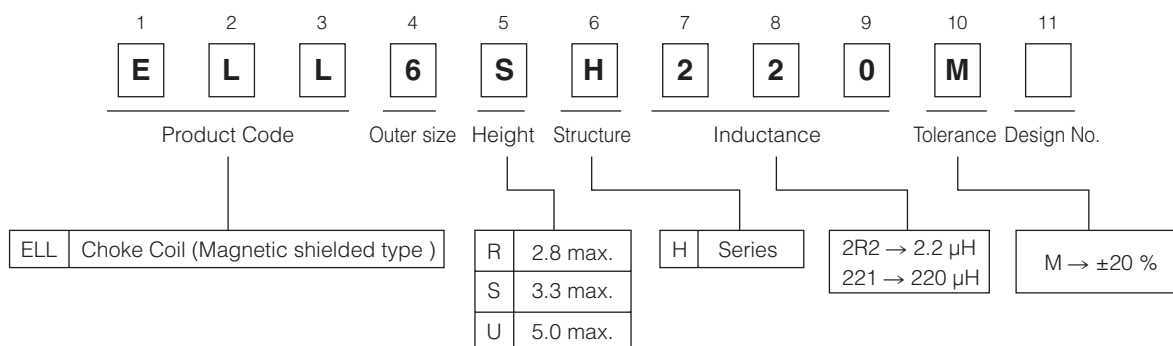 1 2 3 4 5 6 7 8 9 10 11
E L L 6 S H 2 2 0 M
Product Code Outer size Height Structure Inductance Tolerance Design No.
ELL Choke Coil (Magnetic shielded type )
R 2.8 max.
S 3.3 max.
U 5.0 max.
H Series
2R2 → 2.2 µH
221 → 220 µH
M → ±20 %